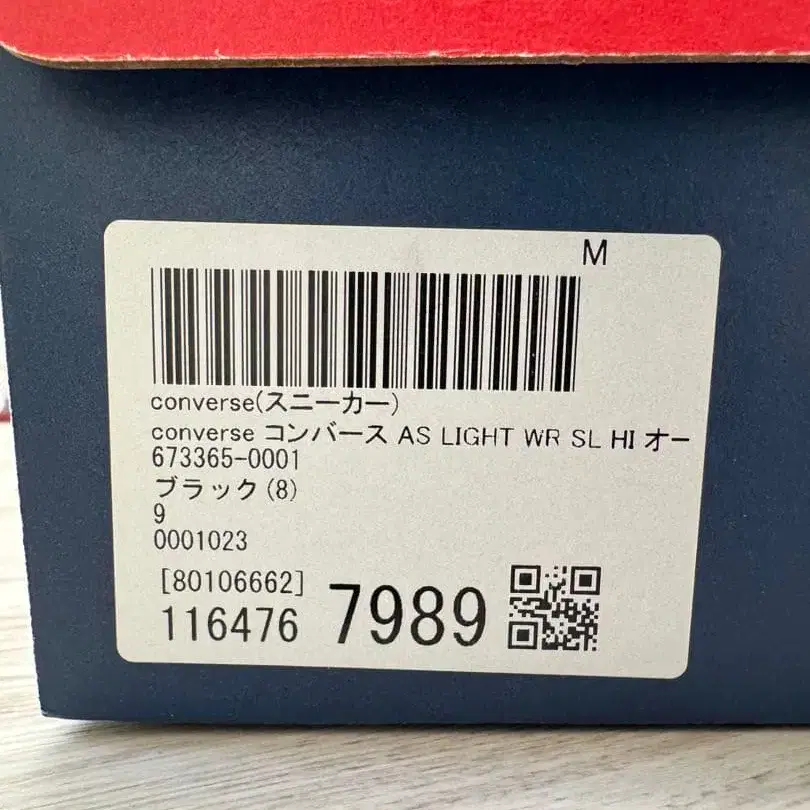 M
converse(スニーカー)
converse コンバース AS LIGHT WR SL HI オー
673365-0001
ブラック(8)
9
0001023
[80106662]
116476 7989